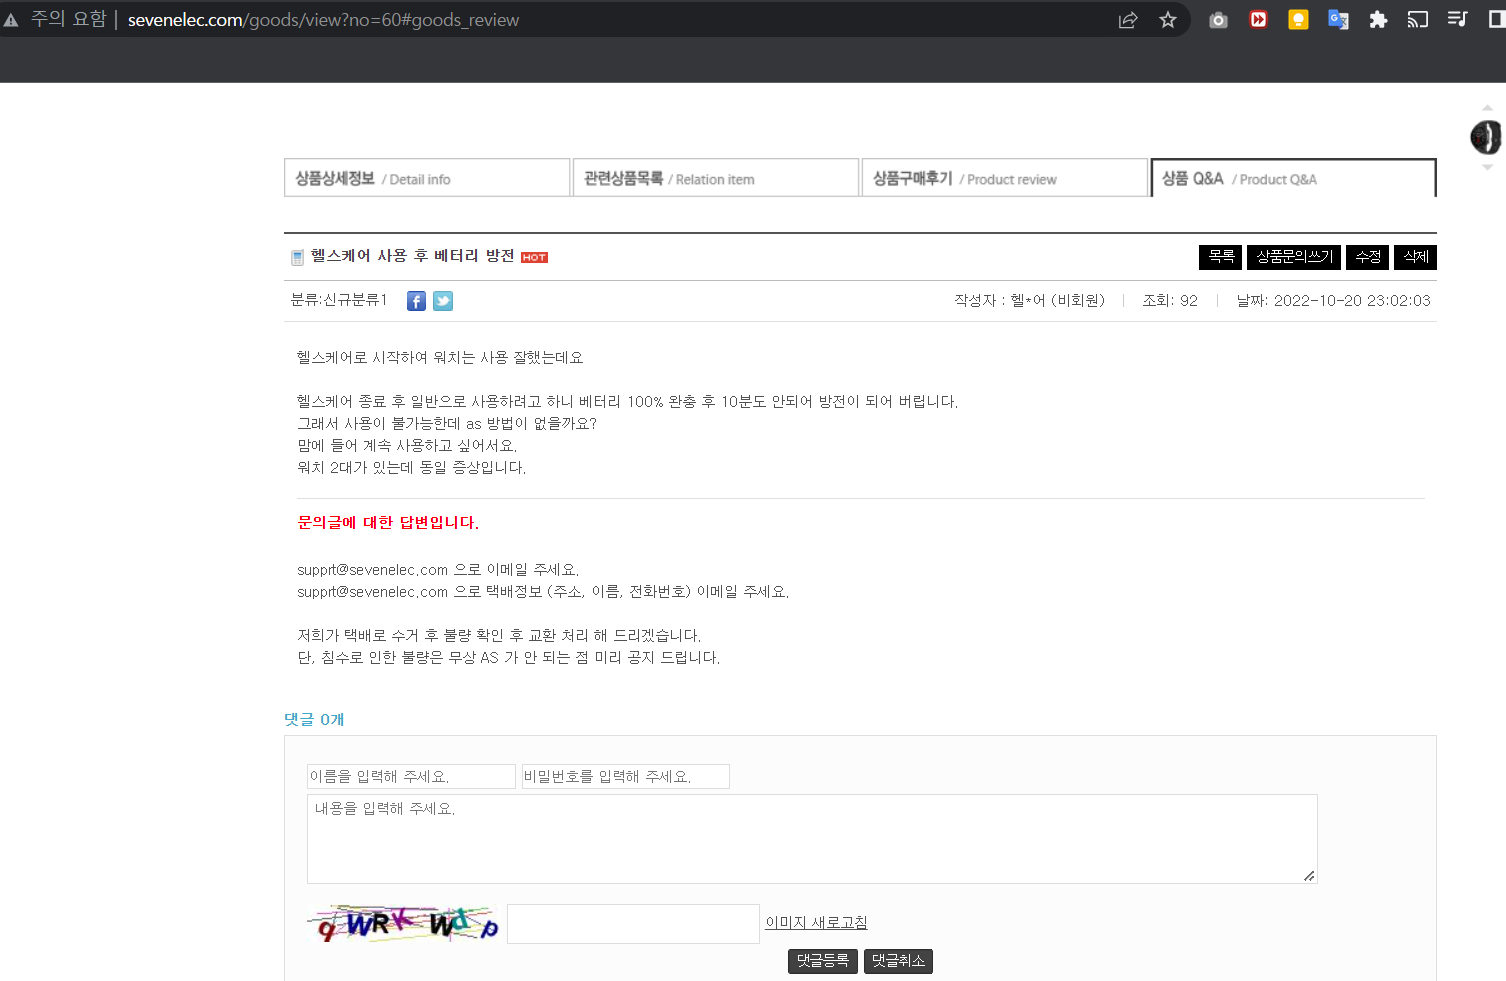 주의 요함 | sevenelec.com/goods/view?no=60#goods_review
상품상세정보 / Detail info 관련상품목록 / Relation item 상품구매후기 / Product review 상품 Q&A / Product Q&A
헬스케어 사용 후 베터리 방전 HOT 목록 상품문의쓰기 수정 삭제
분류:신규분류1 작성자 : 헬*어 (비회원) 조회: 92 날짜: 2022-10-20 23:02:03
헬스케어로 시작하여 워치는 사용 잘했는데요
헬스케어 종료 후 일반으로 사용하려고 하니 베터리 100% 완충 후 10분도 안되어 방전이 되어 버립니다.
그래서 사용이 불가능한데 as 방법이 없을까요?
맘에 들어 계속 사용하고 싶어서요.
워치 2대가 있는데 동일 증상입니다.
문의글에 대한 답변입니다.
supprt@sevenelec.com 으로 이메일 주세요.
supprt@sevenelec.com 으로 택배정보 (주소, 이름, 전화번호) 이메일 주세요.
저희가 택배로 수거 후 불량 확인 후 교환 처리 해 드리겠습니다.
단, 침수로 인한 불량은 무상 AS 가 안 되는 점 미리 공지 드립니다.
댓글 0개
이름을 입력해 주세요. 비밀번호를 입력해 주세요.
내용을 입력해 주세요.
qWRKWdp 이미지 새로고침
댓글등록 댓글취소